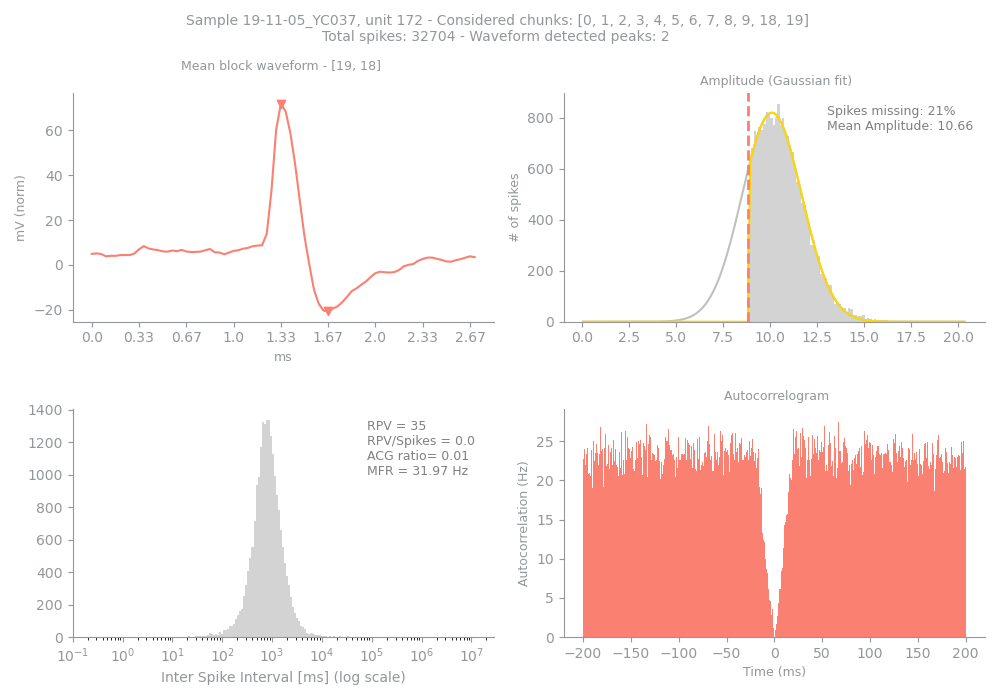 Sample 19-11-05_YC037, unit 172 - Considered chunks: [0, 1, 2, 3, 4, 5, 6, 7, 8, 9, 18, 19]
Total spikes: 32704 - Waveform detected peaks: 2
Mean block waveform - [19, 18]
mV (norm)
60
40
20
0
−20
0.0 0.33 0.67 1.0 1.33 1.67 2.0 2.33 2.67
ms
Amplitude (Gaussian fit)
Spikes missing: 21%
Mean Amplitude: 10.66
# of spikes
800
600
400
200
0
0.0 2.5 5.0 7.5 10.0 12.5 15.0 17.5 20.0
RPV = 35
RPV/Spikes = 0.0
ACG ratio= 0.01
MFR = 31.97 Hz
1400
1200
1000
800
600
400
200
0
10⁻¹ 10⁰ 10¹ 10² 10³ 10⁴ 10⁵ 10⁶ 10⁷
Inter Spike Interval [ms] (log scale)
Autocorrelogram
Autocorrelation (Hz)
25
20
15
10
5
0
−200 −150 −100 −50 0 50 100 150 200
Time (ms)